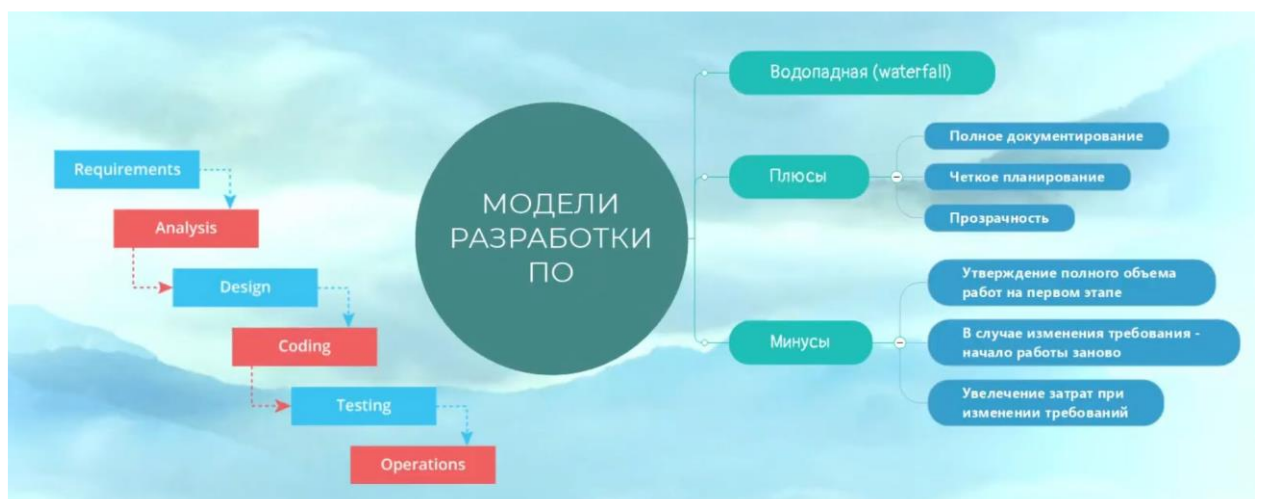 Requirements
Analysis
Design
Coding
Testing
Operations
МОДЕЛИ
РАЗРАБОТКИ
ПО
Водопадная (waterfall)
Плюсы
Полное документирование
Четкое планирование
Прозрачность
Минусы
Утверждение полного объема
работ на первом этапе
В случае изменения требования -
начало работы заново
Увелечение затрат при
изменении требований